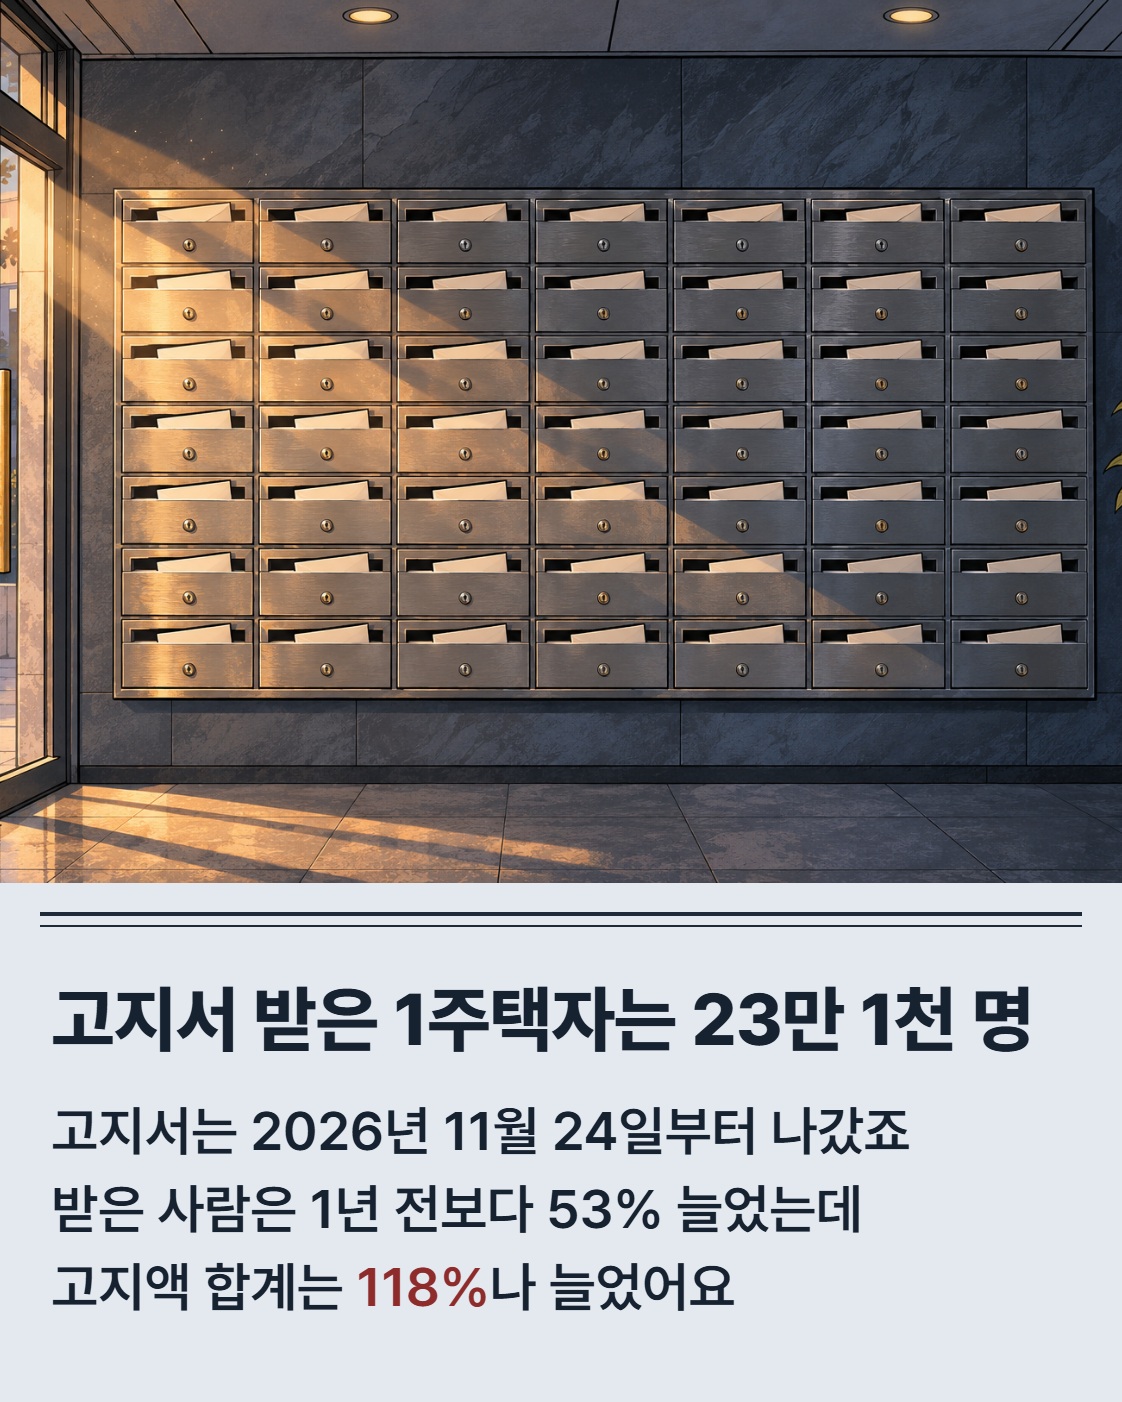 고지서 받은 1주택자는 23만 1천 명
고지서는 2026년 11월 24일부터 나갔죠
받은 사람은 1년 전보다 53% 늘었는데
고지액 합계는 118%나 늘었어요